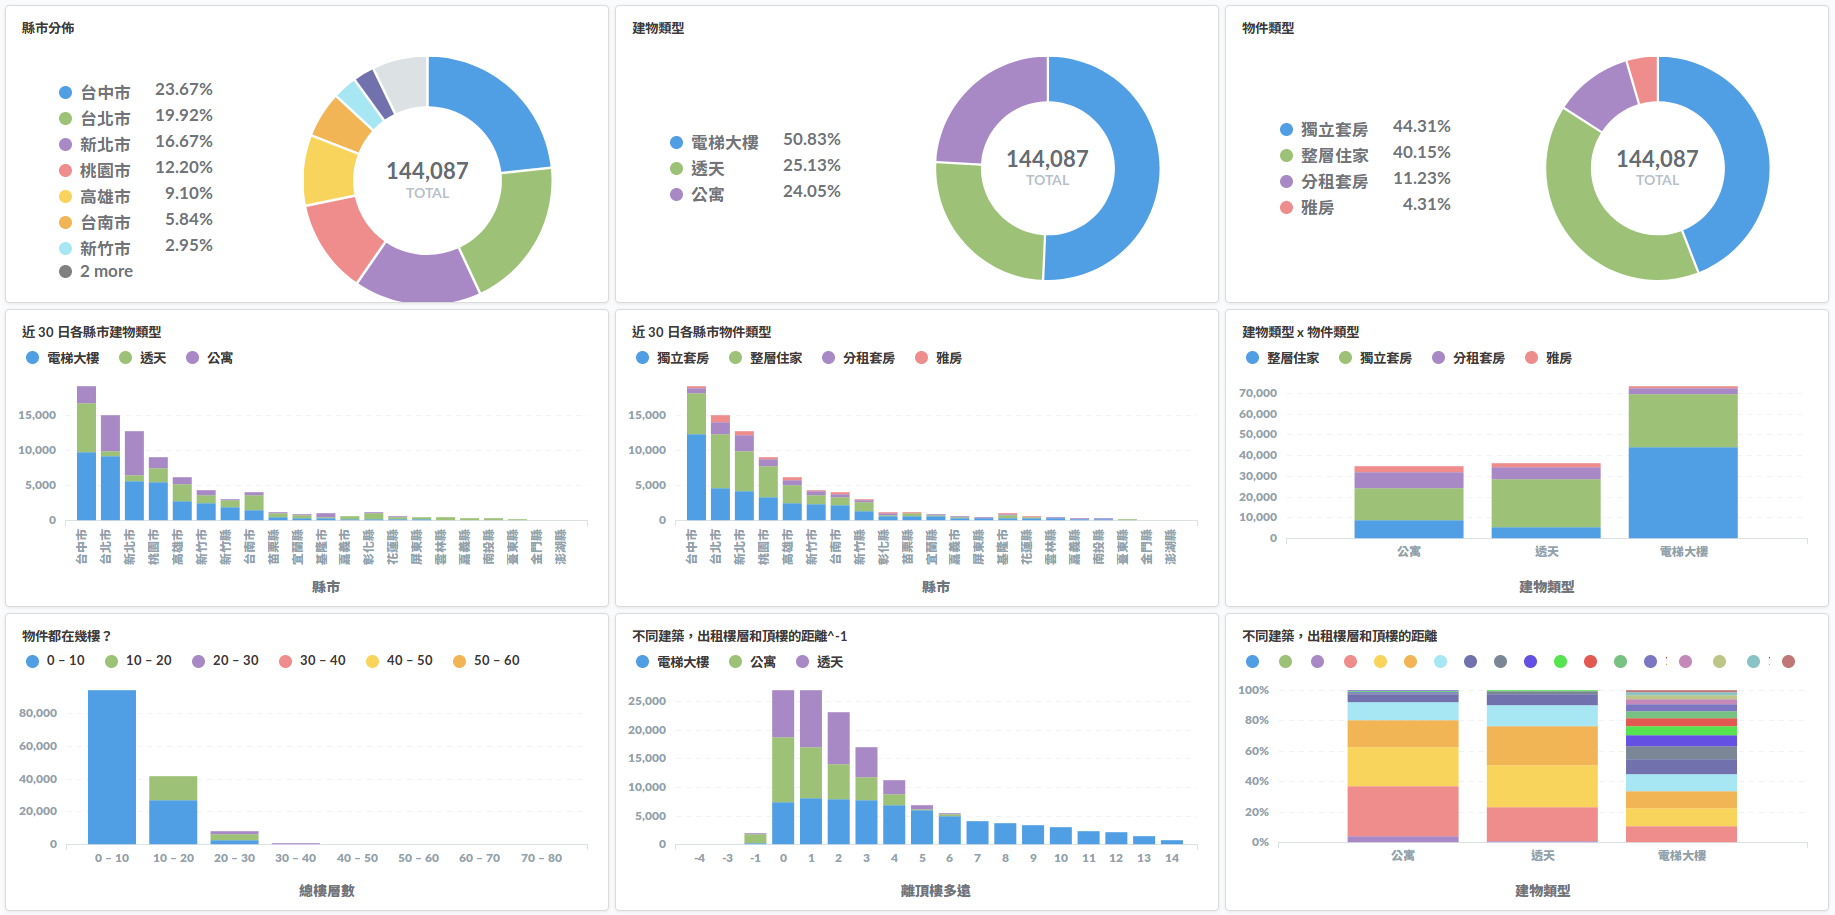 縣市分佈
台中市 23.67%
台北市 19.92%
新北市 16.67%
桃園市 12.20%
高雄市 9.10%
台南市 5.84%
新竹市 2.95%
2 more
144,087
TOTAL
建物類型
電梯大樓 50.83%
透天 25.13%
公寓 24.05%
144,087
TOTAL
物件類型
獨立套房 44.31%
整層住家 40.15%
分租套房 11.23%
雅房 4.31%
144,087
TOTAL
近 30 日各縣市建物類型
電梯大樓 透天 公寓
15,000
10,000
5,000
0
台中市 台北市 新北市 桃園市 高雄市 新竹市 新竹縣 台南市 苗栗縣 宜蘭縣 基隆市 嘉義市 彰化縣 花蓮縣 屏東縣 雲林縣 嘉義縣 南投縣 臺東縣 金門縣 澎湖縣
縣市
近 30 日各縣市物件類型
獨立套房 整層住家 分租套房 雅房
15,000
10,000
5,000
0
台中市 台北市 新北市 桃園市 高雄市 新竹市 台南市 新竹縣 彰化縣 苗栗縣 宜蘭縣 嘉義市 屏東縣 基隆市 花蓮縣 雲林縣 嘉義縣 南投縣 臺東縣 金門縣 澎湖縣
縣市
建物類型 x 物件類型
整層住家 獨立套房 分租套房 雅房
70,000
60,000
50,000
40,000
30,000
20,000
10,000
0
公寓 透天 電梯大樓
建物類型
物件都在幾樓？
0 – 10 10 – 20 20 – 30 30 – 40 40 – 50 50 – 60
80,000
60,000
40,000
20,000
0
0 – 10 10 – 20 20 – 30 30 – 40 40 – 50 50 – 60 60 – 70 70 – 80
總樓層數
不同建築，出租樓層和頂樓的距離^-1
電梯大樓 公寓 透天
25,000
20,000
15,000
10,000
5,000
0
-4 -3 -1 0 1 2 3 4 5 6 7 8 9 10 11 12 13 14
離頂樓多遠
不同建築，出租樓層和頂樓的距離
100%
80%
60%
40%
20%
0%
公寓 透天 電梯大樓
建物類型